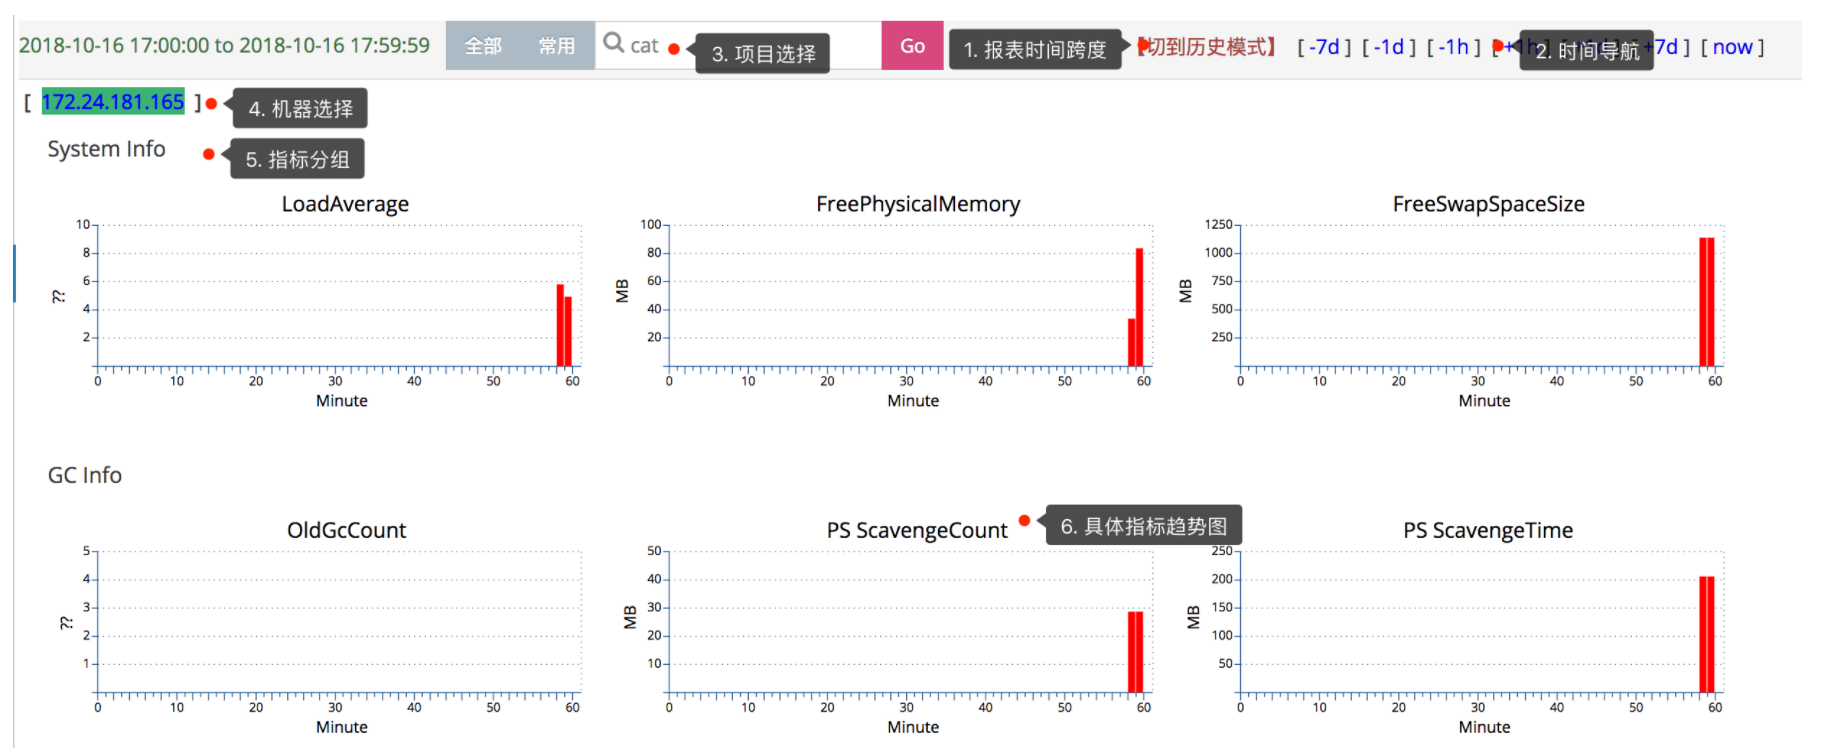 2018-10-16 17:00:00 to 2018-10-16 17:59:59 全部 常用 cat 3. 项目选择 Go 1. 报表时间跨度 【切到历史模式】 [ -7d ] [ -1d ] [ -1h ] 2. 时间导航 +7d ] [ now ]
[ 172.24.181.165 ] 4. 机器选择
System Info 5. 指标分组
LoadAverage
10
8
6
4
2
??
0 10 20 30 40 50 60
Minute
FreePhysicalMemory
100
80
60
40
20
MB
0 10 20 30 40 50 60
Minute
FreeSwapSpaceSize
1250
1000
750
500
250
MB
0 10 20 30 40 50 60
Minute
GC Info
OldGcCount
5
4
3
2
1
??
0 10 20 30 40 50 60
Minute
PS ScavengeCount 6. 具体指标趋势图
50
40
30
20
10
MB
0 10 20 30 40 50 60
Minute
PS ScavengeTime
250
200
150
100
50
MB
0 10 20 30 40 50 60
Minute